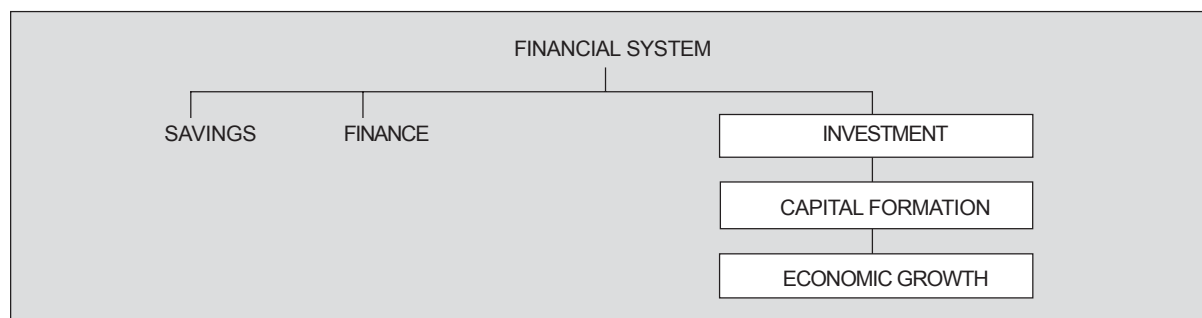 FINANCIAL SYSTEM
SAVINGS FINANCE INVESTMENT
CAPITAL FORMATION
ECONOMIC GROWTH